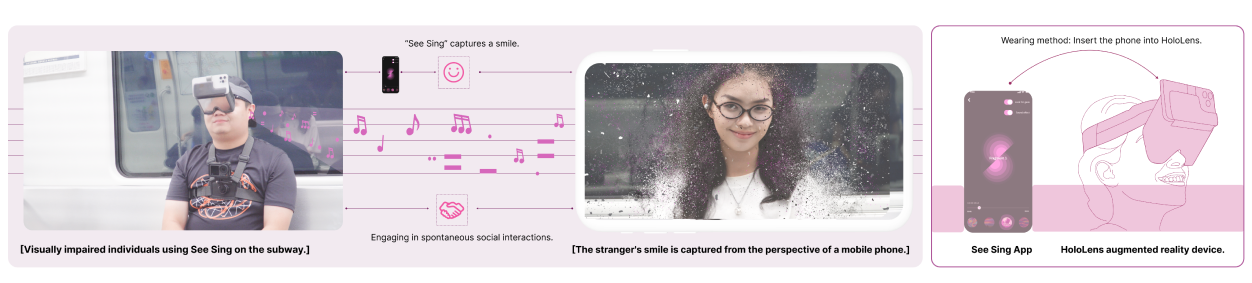 "See Sing" captures a smile.
Engaging in spontaneous social interactions.
[Visually impaired individuals using See Sing on the subway.]
[The stranger's smile is captured from the perspective of a mobile phone.]
Wearing method: Insert the phone into HoloLens.
See Sing App
HoloLens augmented reality device.